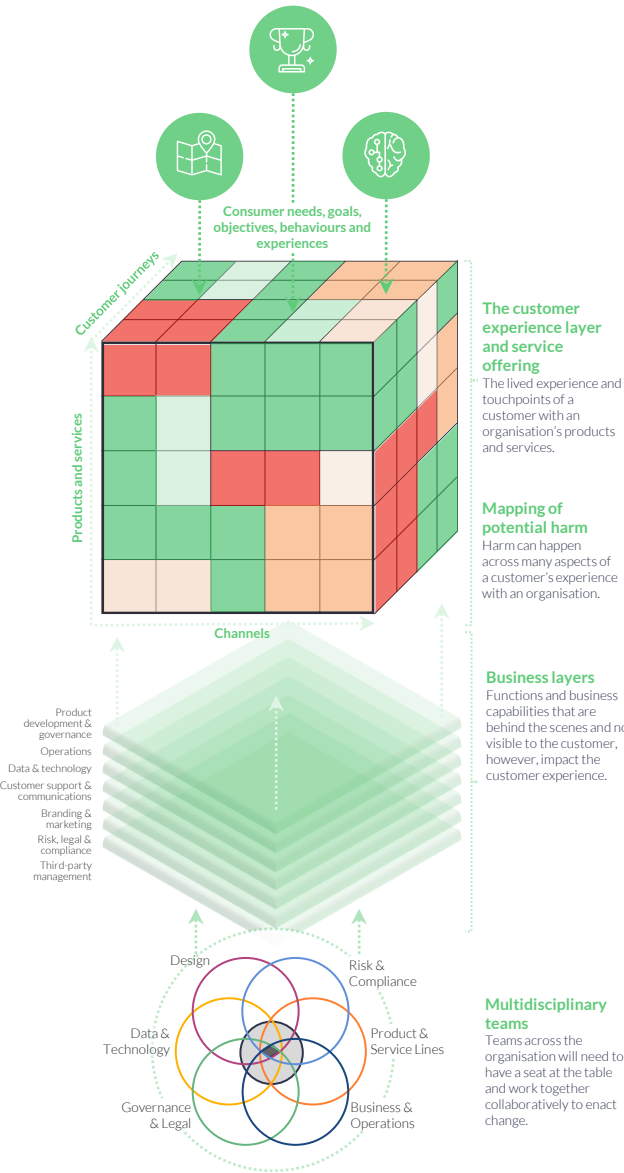 Consumer needs, goals,
objectives, behaviours and
experiences
Customer journeys
Products and services
Channels
The customer
experience layer
and service
offering
The lived experience and
touchpoints of a
customer with an
organisation's products
and services.
Mapping of
potential harm
Harm can happen
across many aspects of
a customer's experience
with an organisation.
Business layers
Functions and business
capabilities that are
behind the scenes and
visible to the customer,
however, impact the
customer experience.
Product
development &
governance
Operations
Data & technology
Customer support &
communications
Branding &
marketing
Risk, legal &
compliance
Third-party
management
Design
Risk &
Compliance
Data &
Technology
Product &
Service Lines
Governance
& Legal
Business &
Operations
Multidisciplinary
teams
Teams across the
organisation will need to
have a seat at the table
and work together
collaboratively to enact
change.